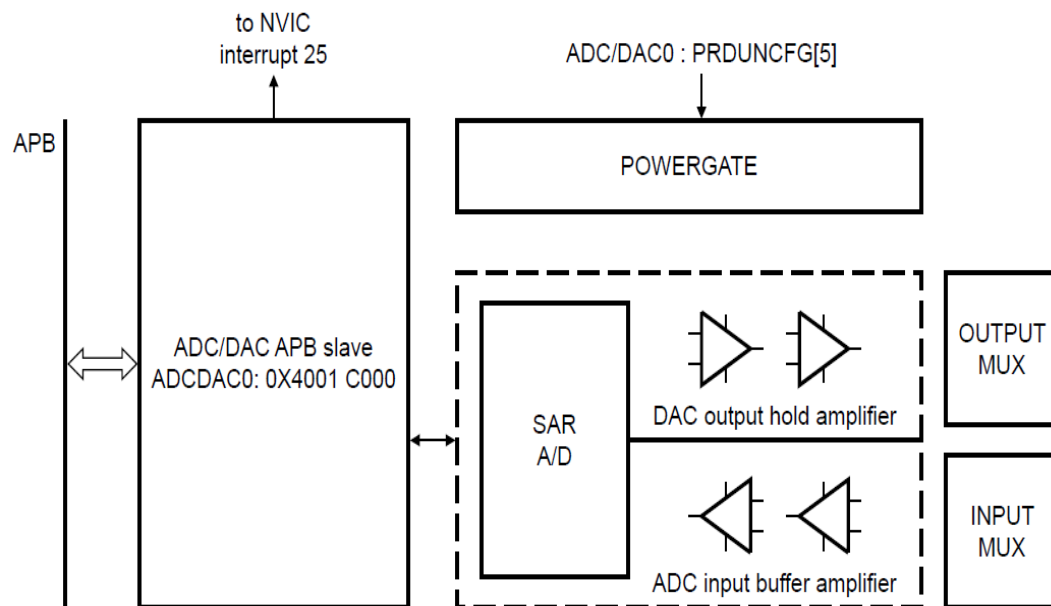 to NVIC
interrupt 25
ADC/DAC0 : PRDUNCFG[5]
APB
POWERGATE
ADC/DAC APB slave
ADCDAC0: 0X4001 C000
SAR
A/D
DAC output hold amplifier
ADC input buffer amplifier
OUTPUT
MUX
INPUT
MUX